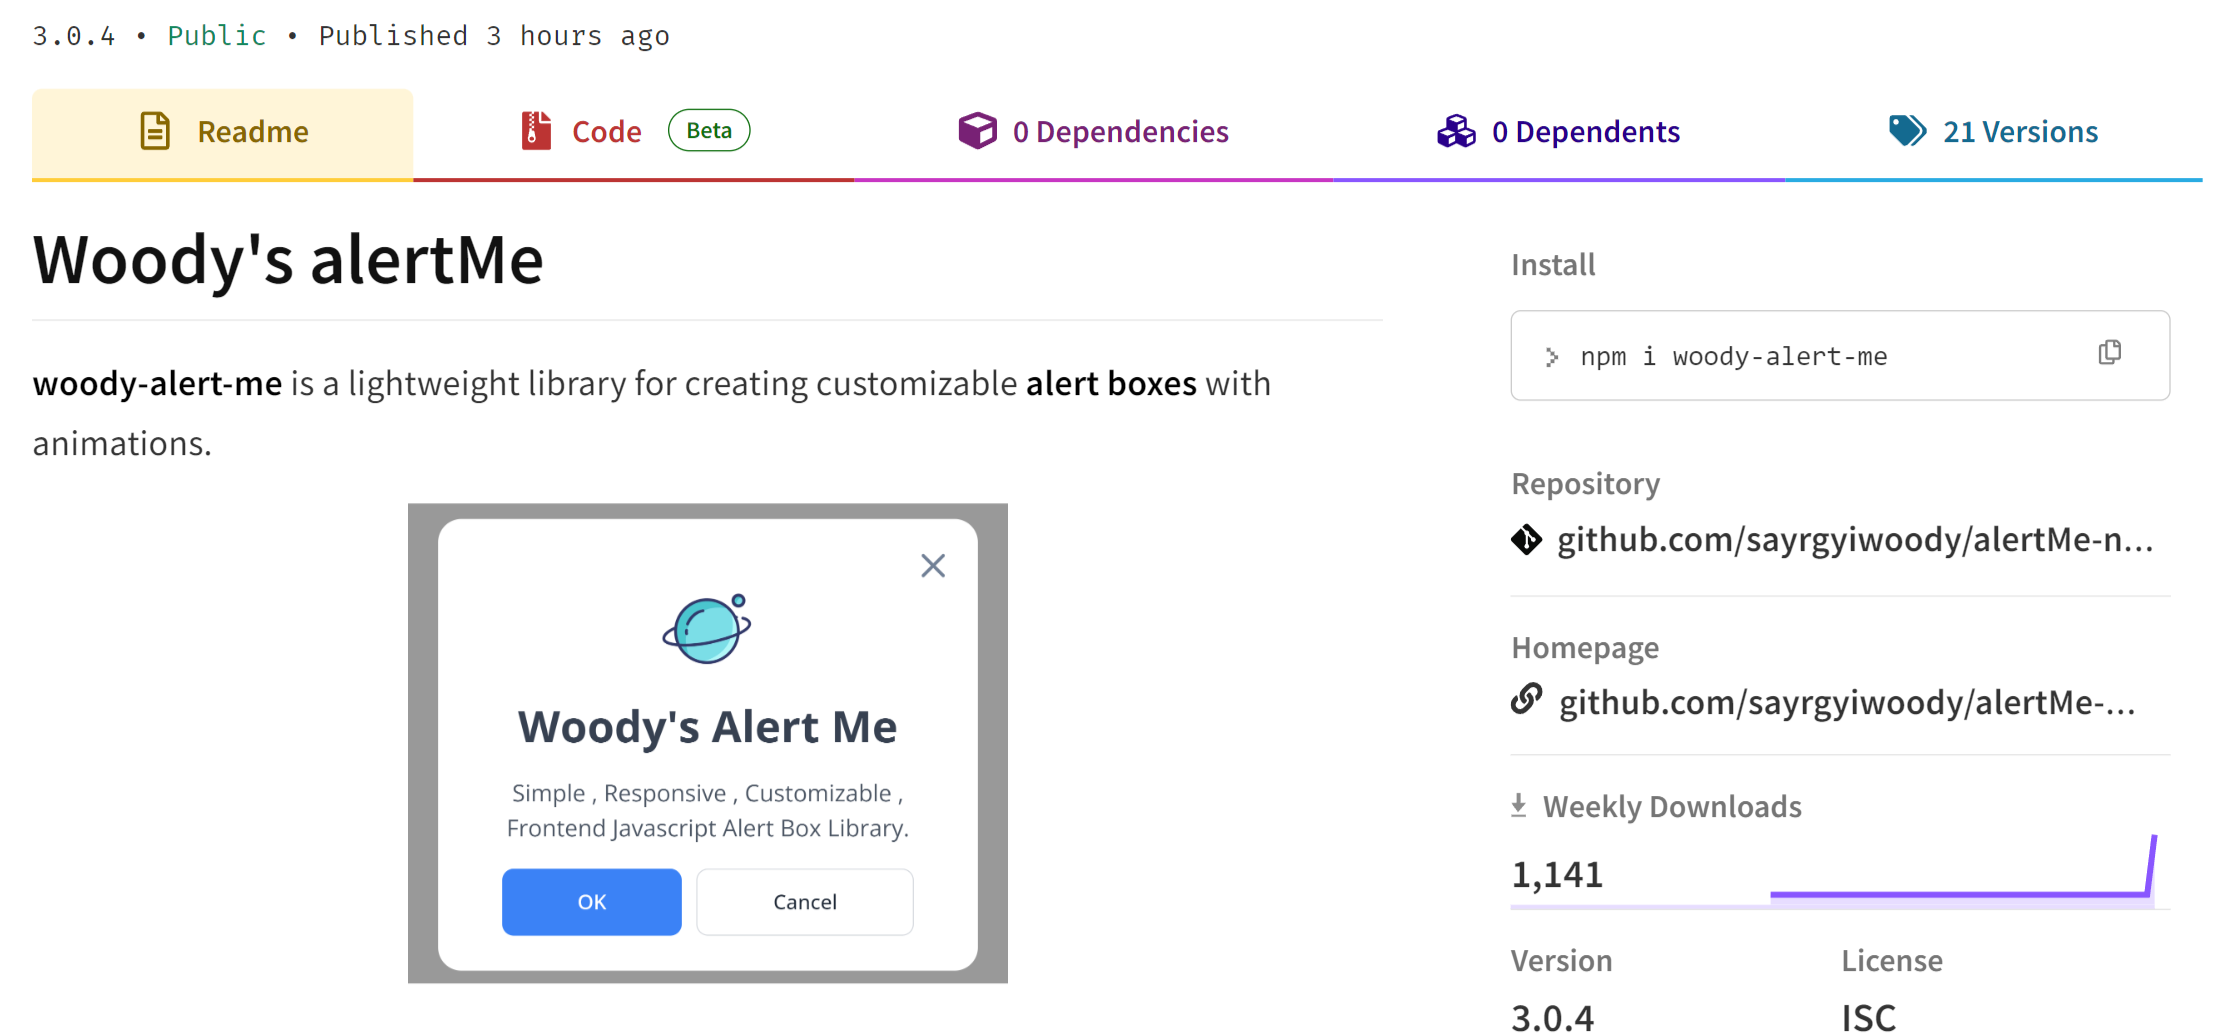 3.0.4 • Public • Published 3 hours ago
Readme
Code Beta
0 Dependencies
0 Dependents
21 Versions
Woody's alertMe
woody-alert-me is a lightweight library for creating customizable alert boxes with
animations.
Woody's Alert Me
Simple , Responsive , Customizable ,
Frontend Javascript Alert Box Library.
OK
Cancel
Install
npm i woody-alert-me
Repository
github.com/sayrgyiwoody/alertMe-n...
Homepage
github.com/sayrgyiwoody/alertMe-...
Weekly Downloads
1,141
Version
License
3.0.4
ISC